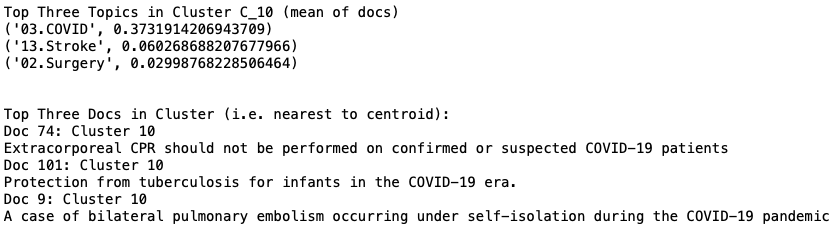 Top Three Topics in Cluster C_10 (mean of docs)
('03.COVID', 0.3731914206943709)
('13.Stroke', 0.060268688207677966)
('02.Surgery', 0.02998768228506464)
Top Three Docs in Cluster (i.e. nearest to centroid):
Doc 74: Cluster 10
Extracorporeal CPR should not be performed on confirmed or suspected COVID-19 patients
Doc 101: Cluster 10
Protection from tuberculosis for infants in the COVID-19 era.
Doc 9: Cluster 10
A case of bilateral pulmonary embolism occurring under self-isolation during the COVID-19 pandemic